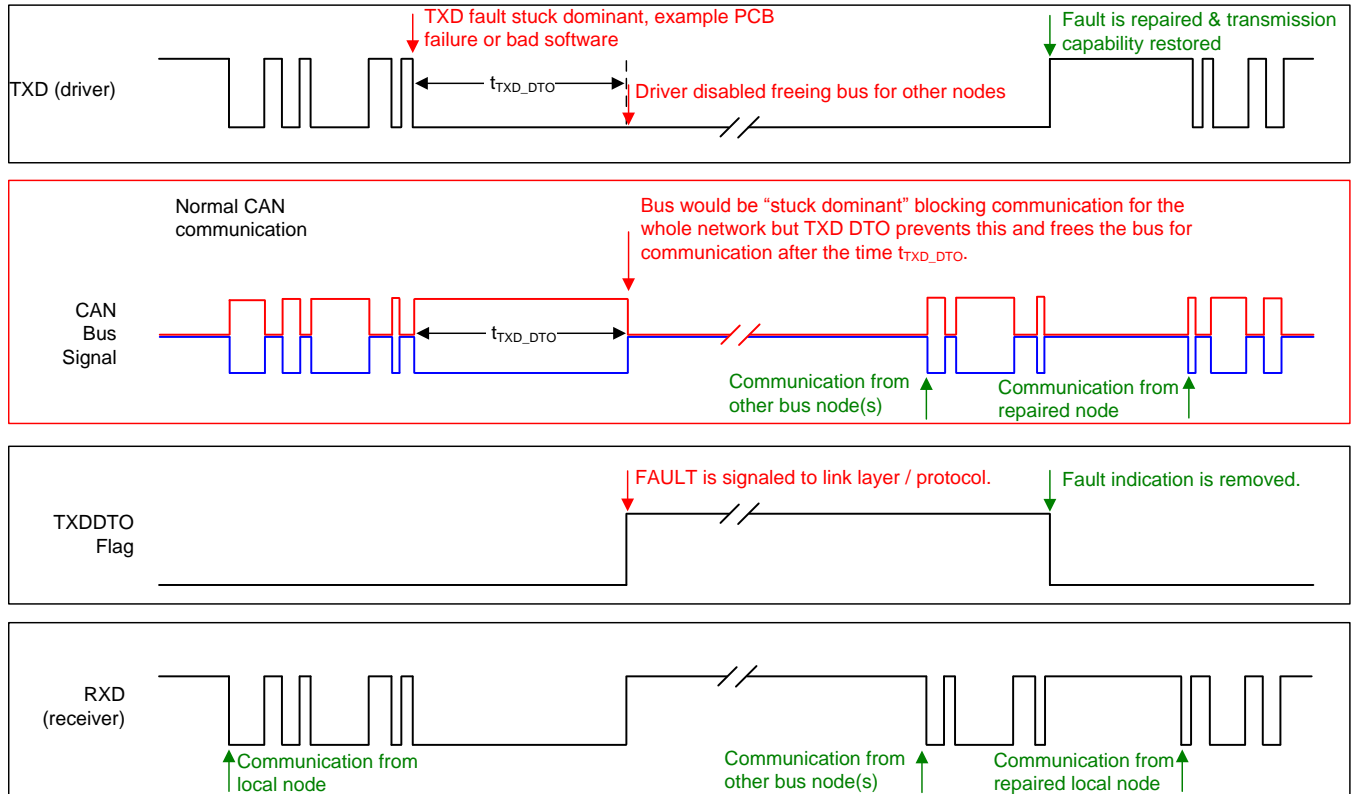 TXD fault stuck dominant, example PCB
failure or bad software
Fault is repaired & transmission
capability restored
TXD (driver)
tTXD_DTO
Driver disabled freeing bus for other nodes
Normal CAN
communication
Bus would be “stuck dominant” blocking communication for the
whole network but TXD DTO prevents this and frees the bus for
communication after the time tTXD_DTO.
CAN
Bus
Signal
tTXD_DTO
Communication from
other bus node(s)
Communication from
repaired node
FAULT is signaled to link layer / protocol.
Fault indication is removed.
TXDDTO
Flag
RXD
(receiver)
Communication from
local node
Communication from
other bus node(s)
Communication from
repaired local node